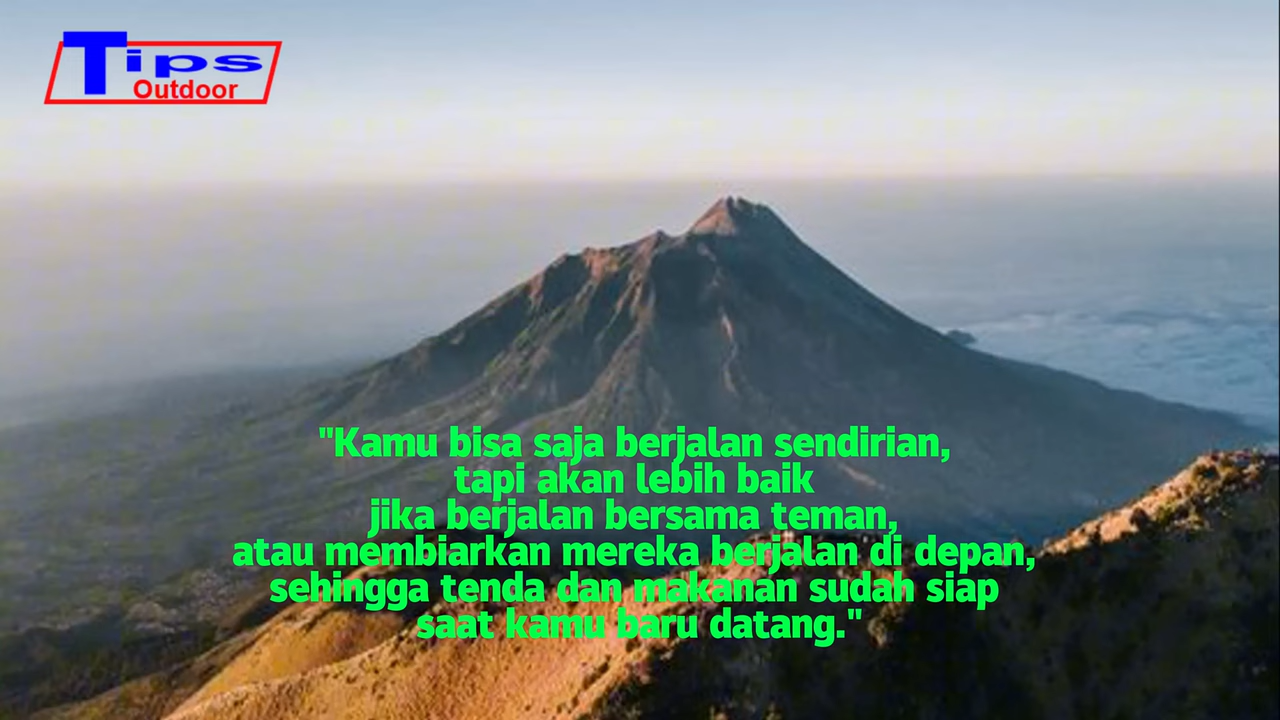 Tips
Outdoor
"Kamu bisa saja berjalan sendirian,
tapi akan lebih baik
jika berjalan bersama teman,
atau membiarkan mereka berjalan di depan,
sehingga tenda dan makanan sudah siap
saat kamu baru datang."